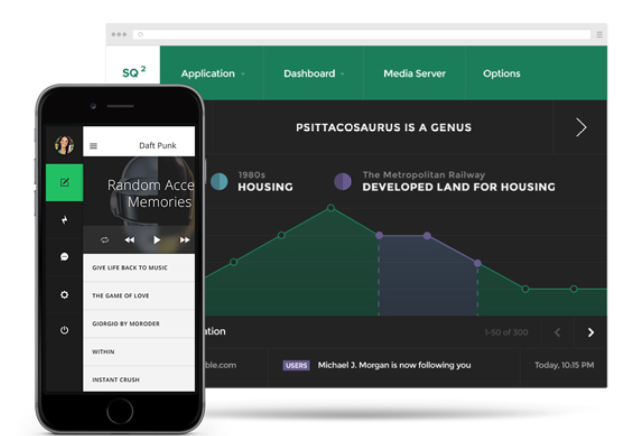 SQ²
Application
Dashboard
Media Server
Options
PSITTACOSAURUS IS A GENUS
1980s
HOUSING
The Metropolitan Railway
DEVELOPED LAND FOR HOUSING
1-50 of 300
USERS Michael J. Morgan is now following you
Today, 10:15 PM
Daft Punk
Random Acce
Memories
GIVE LIFE BACK TO MUSIC
THE GAME OF LOVE
GIORGIO BY MORODER
WITHIN
INSTANT CRUSH
ation
ble.com